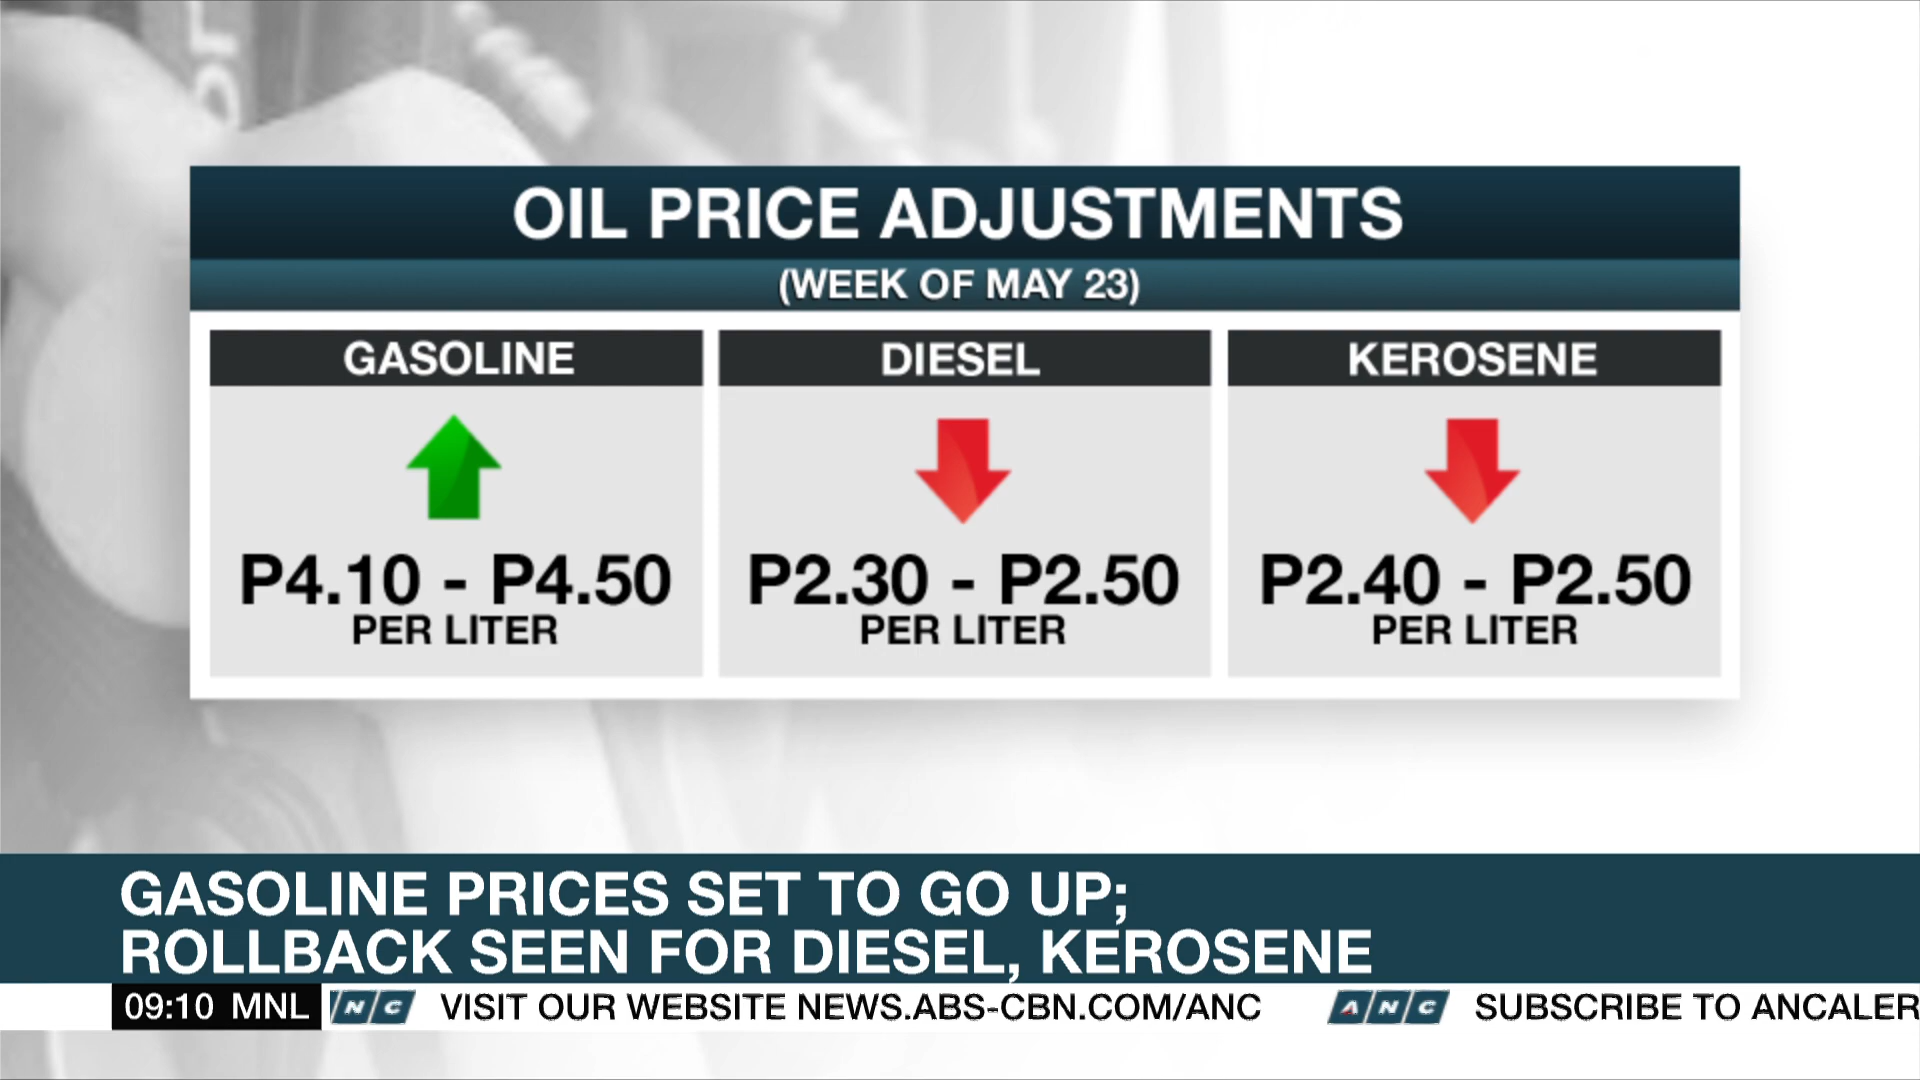 OIL PRICE ADJUSTMENTS
(WEEK OF MAY 23)
GASOLINE
P4.10 - P4.50
PER LITER
DIESEL
P2.30 - P2.50
PER LITER
KEROSENE
P2.40 - P2.50
PER LITER
GASOLINE PRICES SET TO GO UP;
ROLLBACK SEEN FOR DIESEL, KEROSENE
09:10 MNL NC VISIT OUR WEBSITE NEWS.ABS-CBN.COM/ANC ANC SUBSCRIBE TO ANCALER